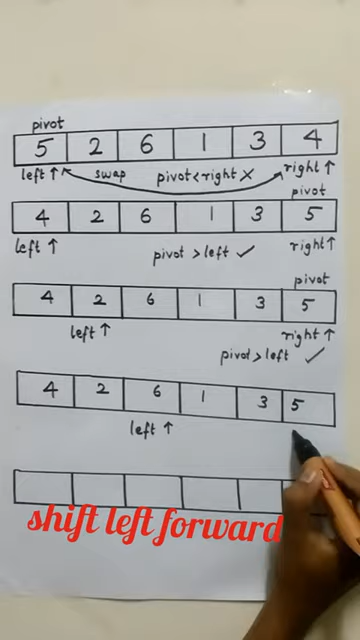 pivot
5 2 6 1 3 4
left ↑ swap pivot < right ✗ right ↑
pivot
4 2 6 1 3 5
left ↑ pivot > left ✓ right ↑
pivot
4 2 6 1 3 5
left ↑ right ↑
pivot > left ✓
4 2 6 1 3 5
left ↑
shift left forward